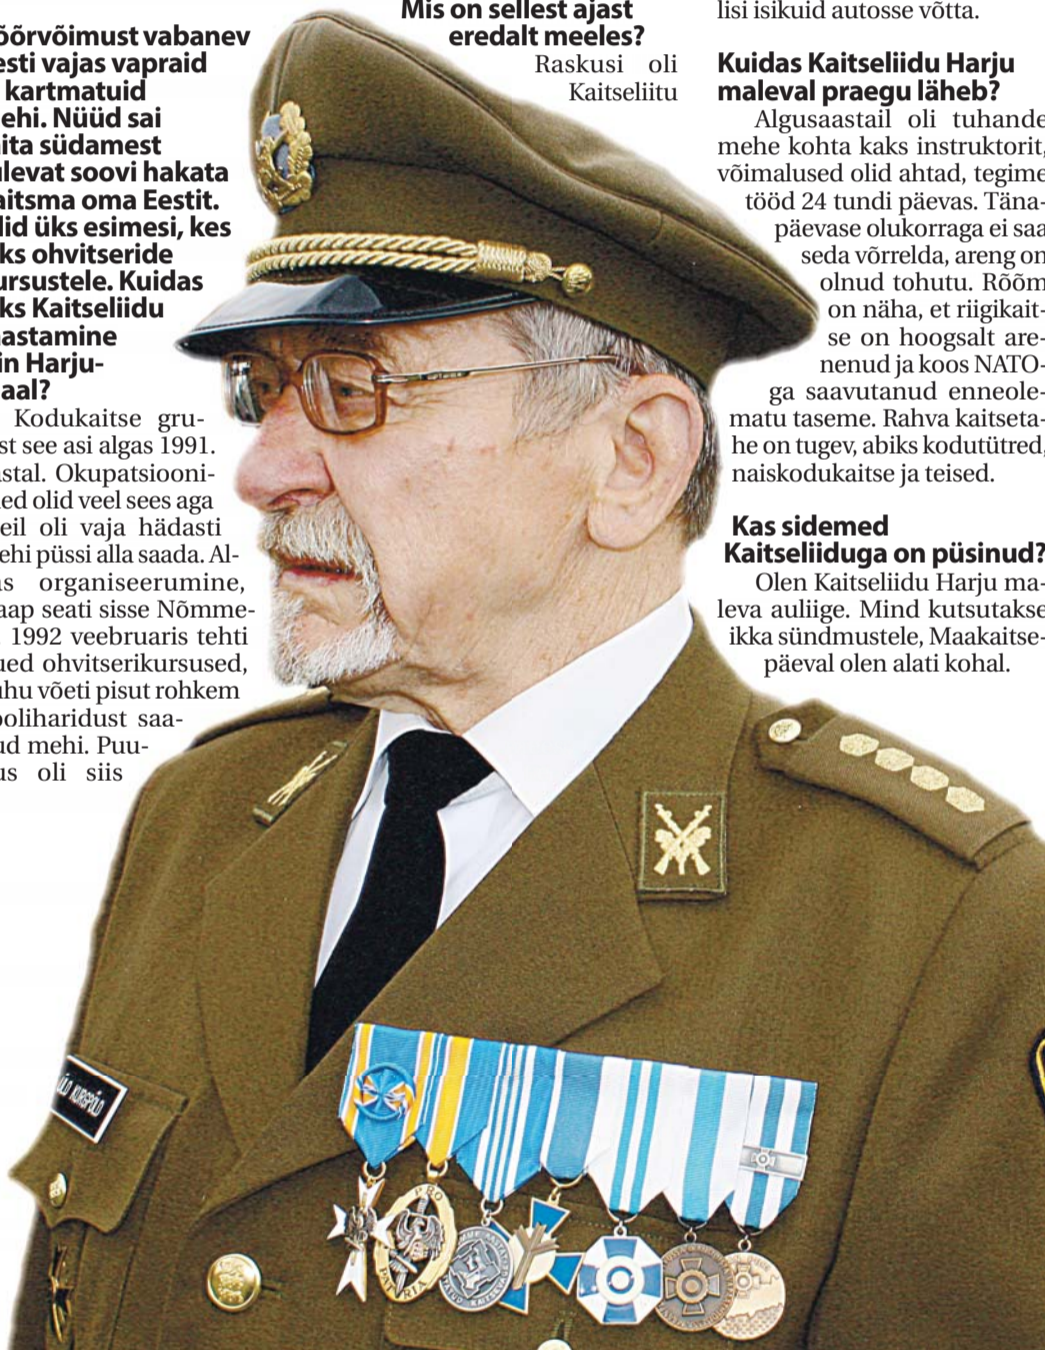 õõrvõimust vabanev
esti vajas vapraid
kartmatuid
ehi. Nüüd sai
ita südamest
ulevat soovi hakata
aitsma oma Eestit.
lid üks esimesi, kes
ks ohvitseride
ursustele. Kuidas
ks Kaitseliidu
astamine
in Harju-
aal?
Kodukaitse gru-
st see asi algas 1991.
astal. Okupatsiooni-
ed olid veel sees aga
eil oli vaja hädasti
ehi püssi alla saada. Al-
as organiseerumine,
aap seati sisse Nõmme-
1992 veebruaris tehti
ued ohvitserikursused,
uhu võeti pisut rohkem
ooliharidust saa-
ud mehi. Puu-
us oli siis
Mis on sellest ajast
eredalt meeles?
Raskusi oli
Kaitseliitu
lisi isikuid autosse võtta.
Kuidas Kaitseliidu Harju
maleval praegu läheb?
Algusaastail oli tuhande
mehe kohta kaks instruktorit,
võimalused olid ahtad, tegime
tööd 24 tundi päevas. Täna-
päevase olukorraga ei saa
seda võrrelda, areng on
olnud tohutu. Rõõm
on näha, et riigikait-
se on hoogsalt are-
nenud ja koos NATO-
ga saavutanud enneole-
matu taseme. Rahva kaitseta-
he on tugev, abiks kodutütred,
naiskodukaitse ja teised.
Kas sidemed
Kaitseliiduga on püsinud?
Olen Kaitseliidu Harju ma-
leva auliige. Mind kutsutakse
ikka sündmustele, Maakaitse-
päeval olen alati kohal.
KURGPÕLD
PRO
PATRIA